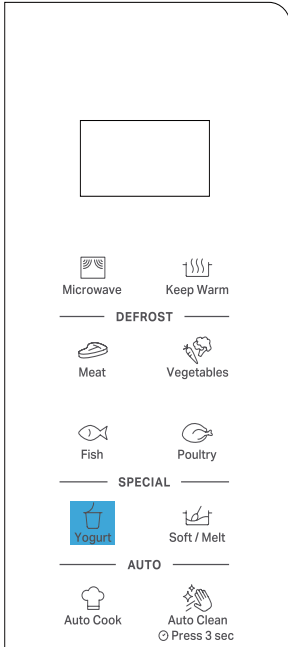 Microwave Keep Warm
DEFROST
Meat Vegetables
Fish Poultry
SPECIAL
Yogurt Soft / Melt
AUTO
Auto Cook Auto Clean
Press 3 sec